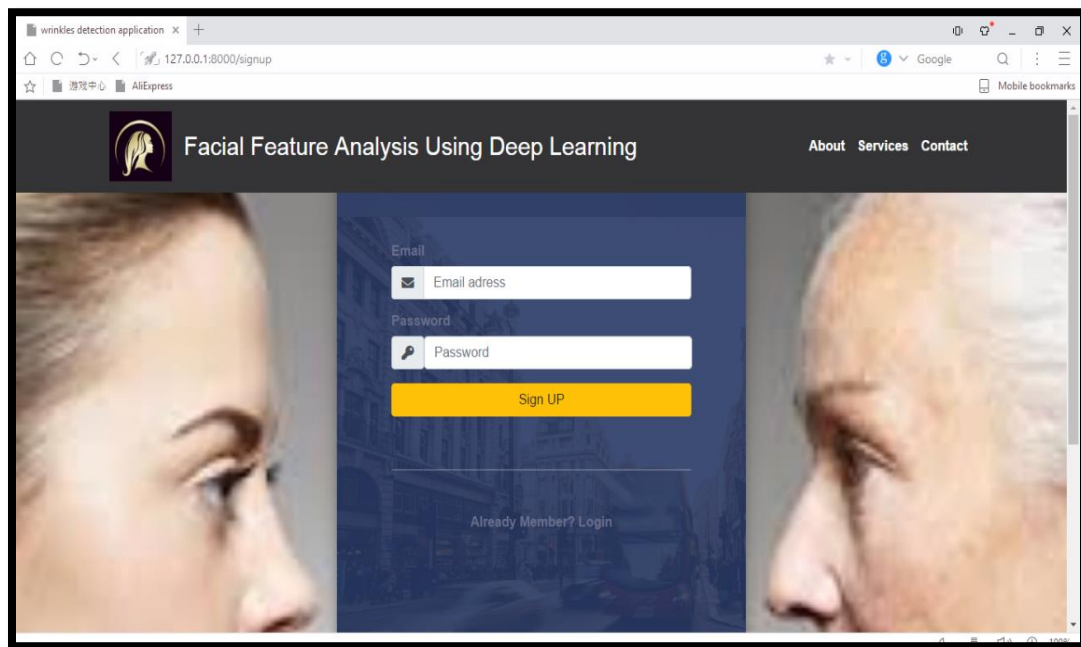 wrinkles detection application
127.0.0.1:8000/signup
Google
游戏中心 AliExpress
Mobile bookmarks
Facial Feature Analysis Using Deep Learning
About Services Contact
Email
Email adress
Password
Password
Sign UP
Already Member? Login
100%